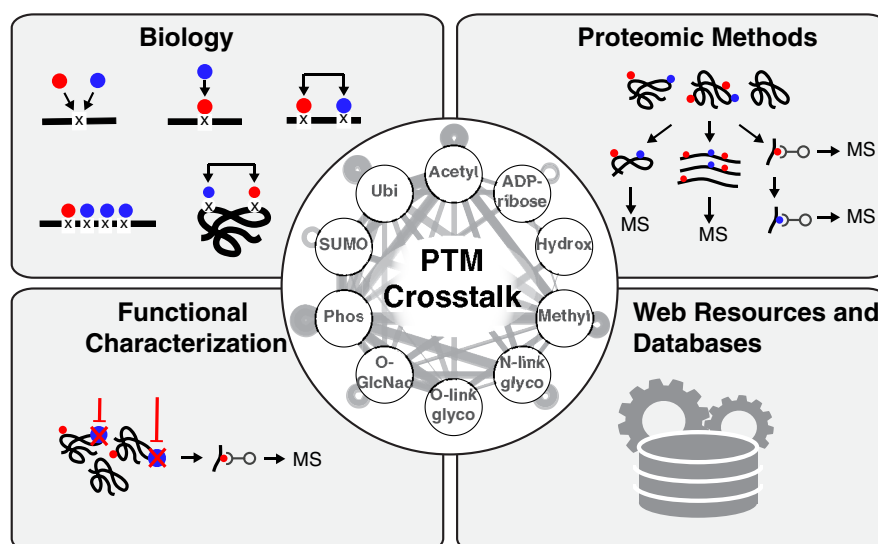 Biology
x
x
x
x
x
x
x
x
x
x
Proteomic Methods
MS
MS
MS
MS
Acetyl
ADP-
ribose
Hydrox
Methyl
N-link
glyco
O-link
glyco
O-
GlcNac
Phos
SUMO
Ubi
PTM
Crosstalk
Functional
Characterization
MS
Web Resources and
Databases